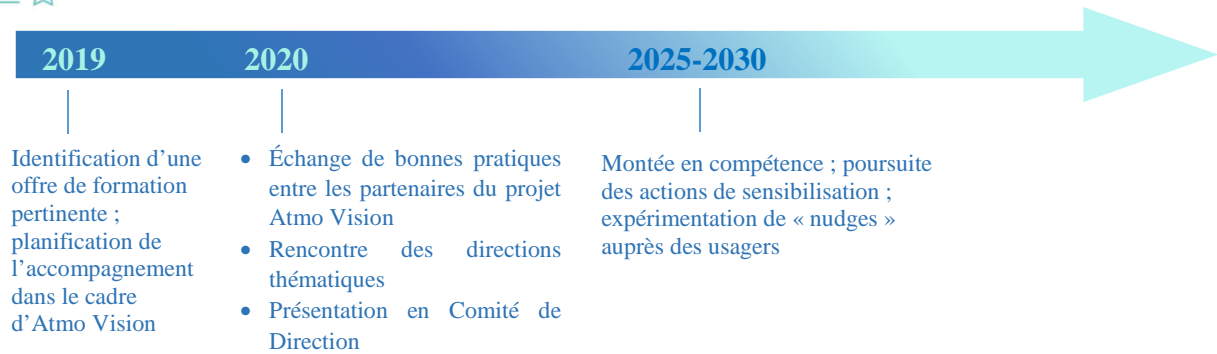 2019
2020
2025-2030
Identification d’une
offre de formation
pertinente ;
planification de
l’accompagnement
dans le cadre
d’Atmo Vision
• Échange de bonnes pratiques
entre les partenaires du projet
Atmo Vision
• Rencontre des directions
thématiques
• Présentation en Comité de
Direction
Montée en compétence ; poursuite
des actions de sensibilisation ;
expérimentation de « nudges »
auprès des usagers